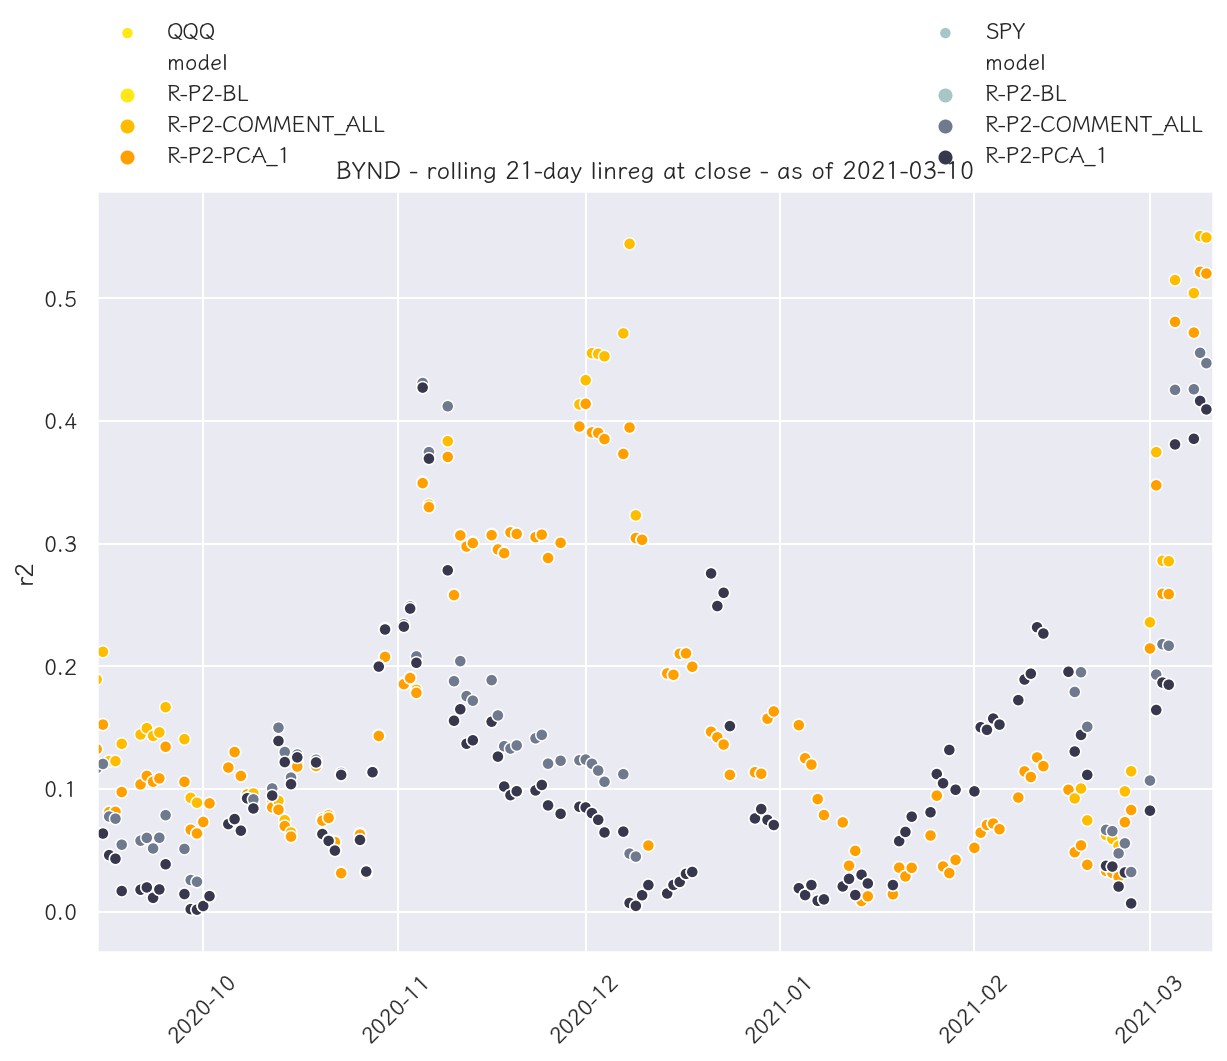 QQQ
model
R-P2-BL
R-P2-COMMENT_ALL
R-P2-PCA_1
SPY
model
R-P2-BL
R-P2-COMMENT_ALL
R-P2-PCA_1
BYND - rolling 21-day linreg at close - as of 2021-03-10
r2
0.5
0.4
0.3
0.2
0.1
0.0
2020-10
2020-11
2020-12
2021-01
2021-02
2021-03